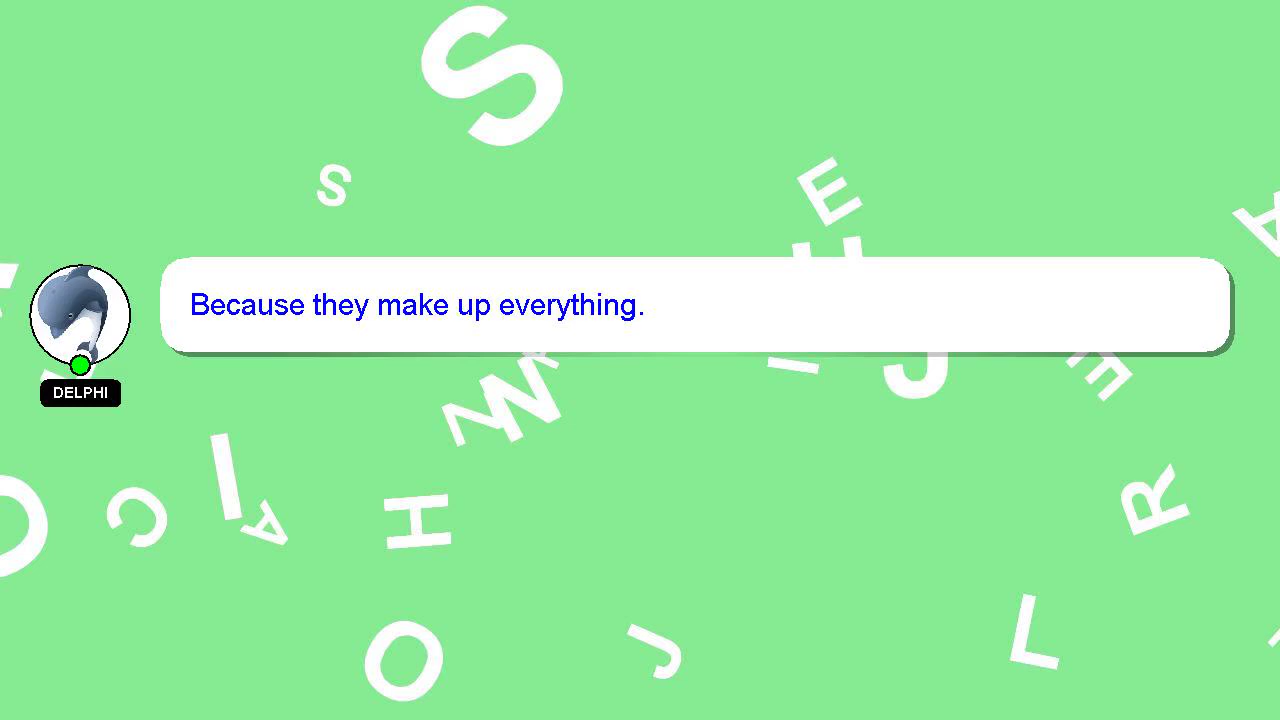 S
S
E
A
Because they make up everything.
DELPHI
I
J
E
Z
W
K
I
C
A
H
O
R
O
J
L